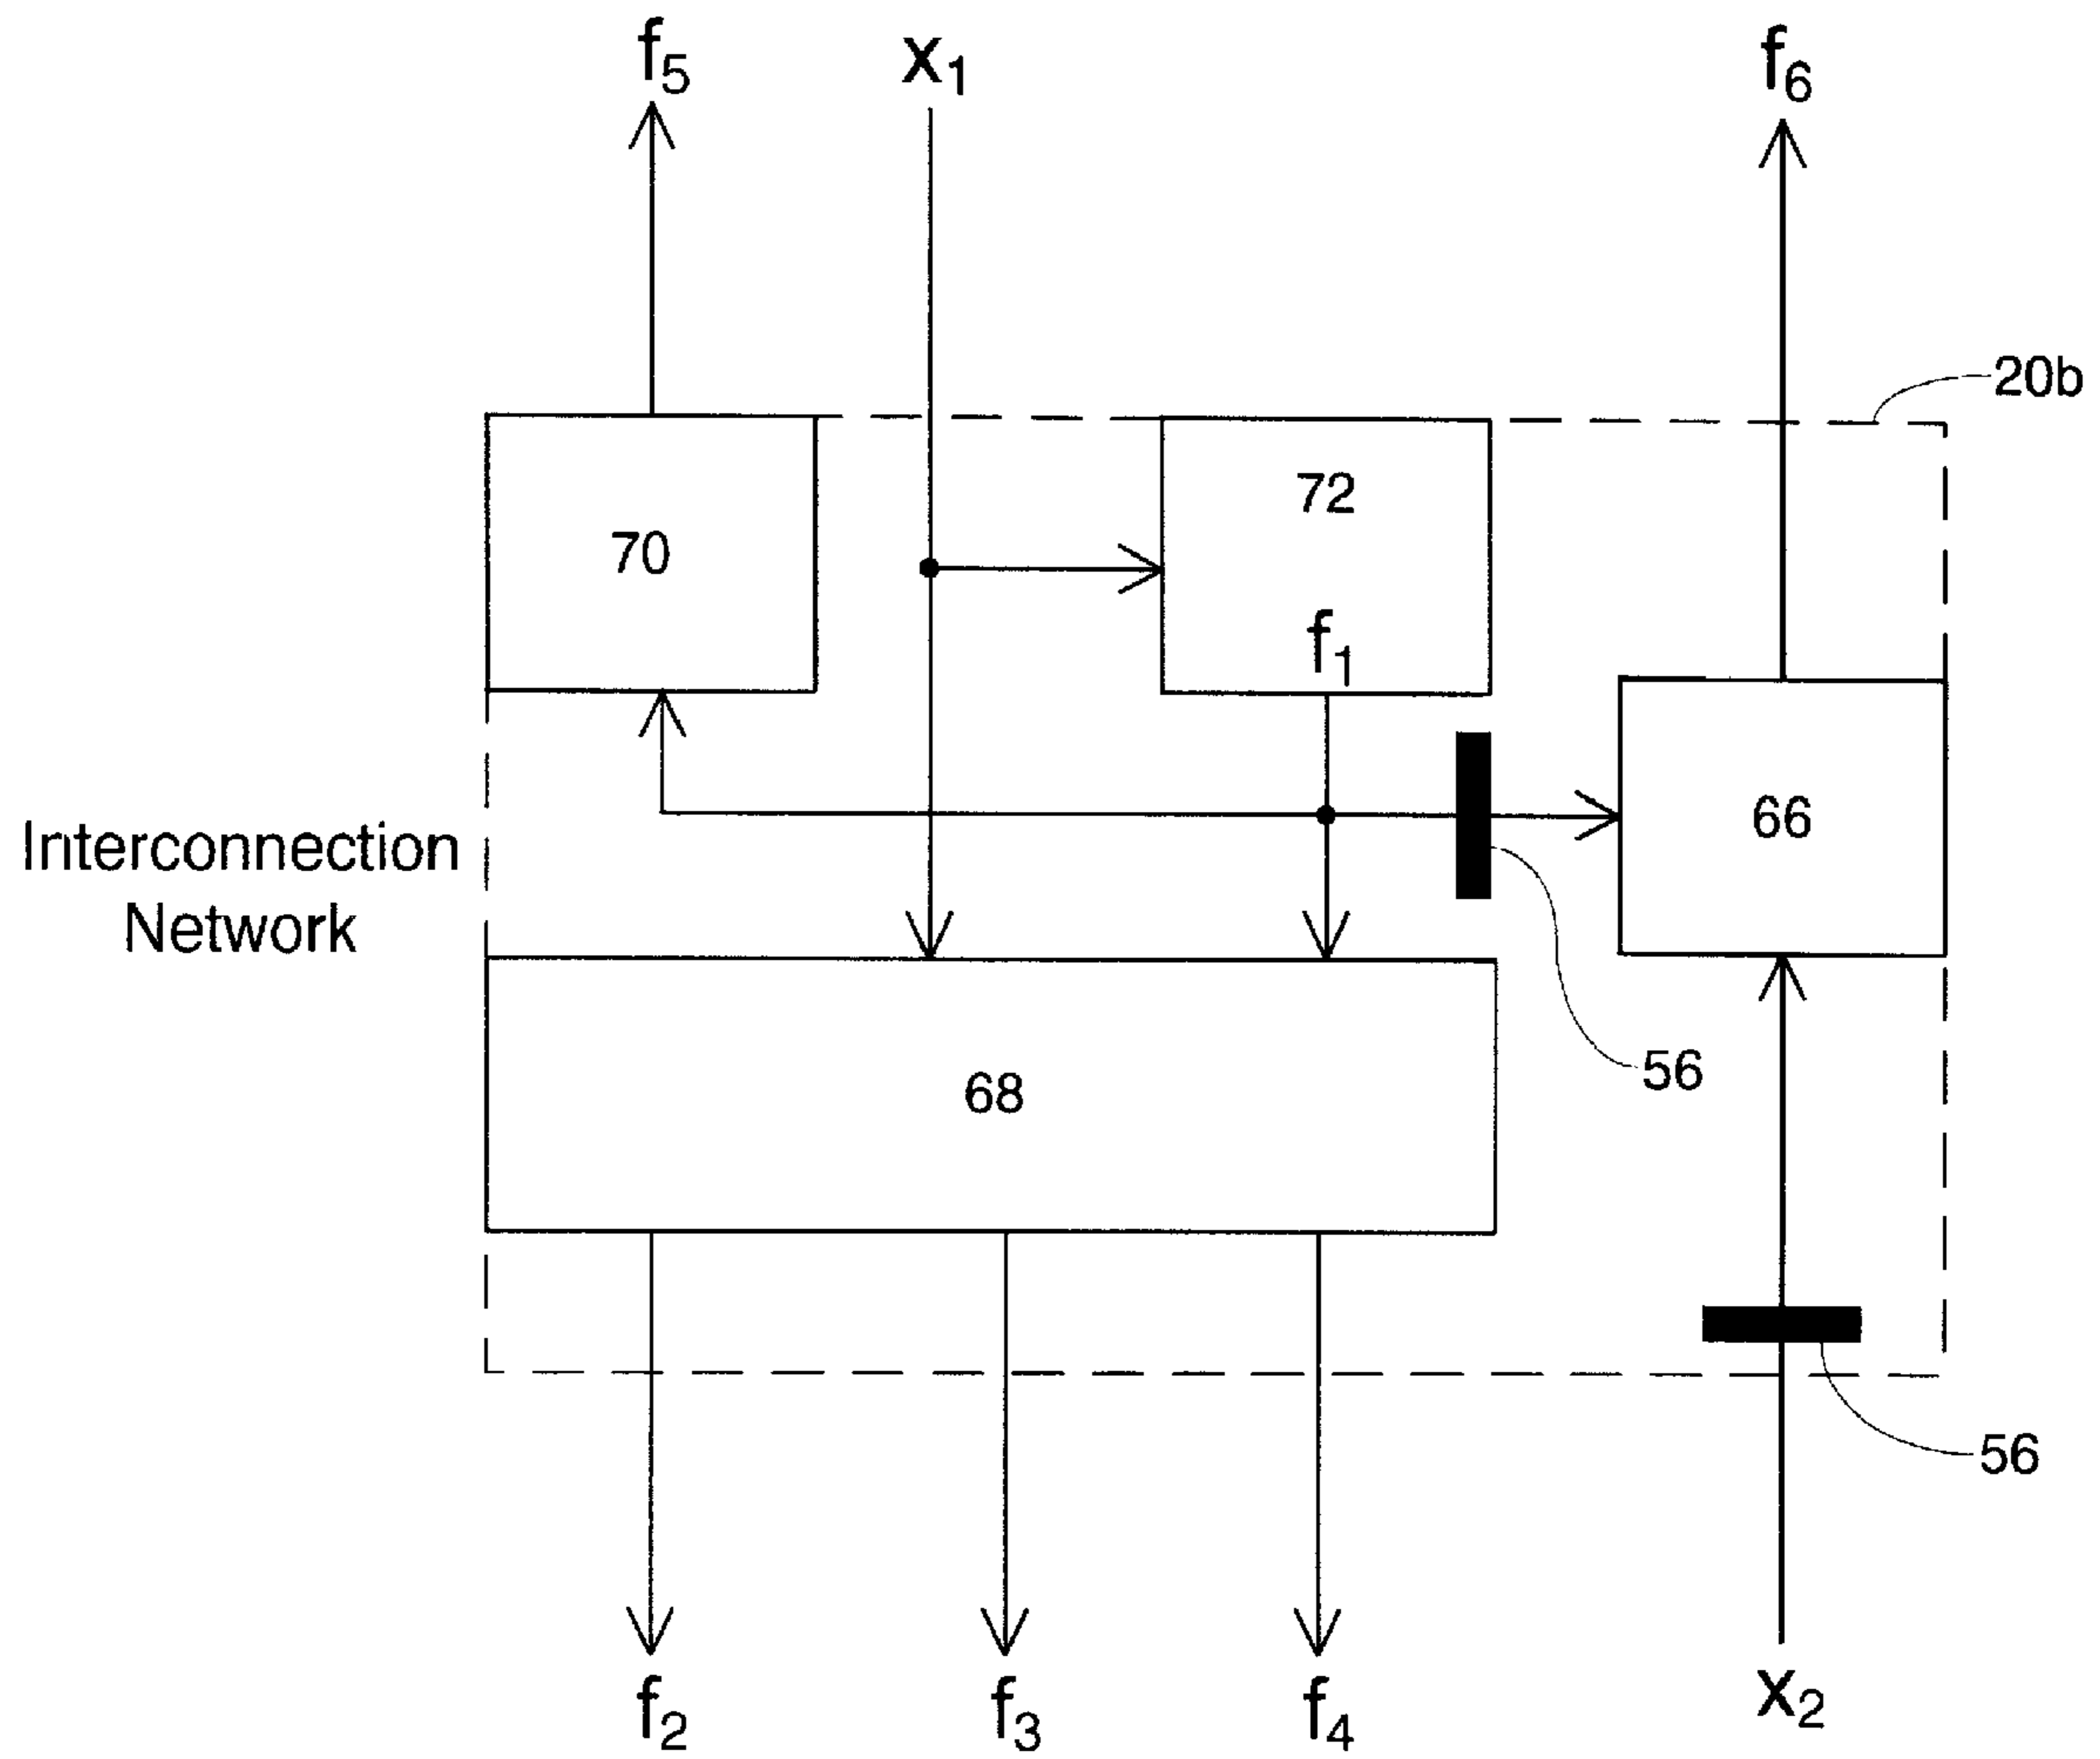 f5 x1 f6
20b
70 72
f1
66
Interconnection
Network
56
68
56
f2 f3 f4 x2